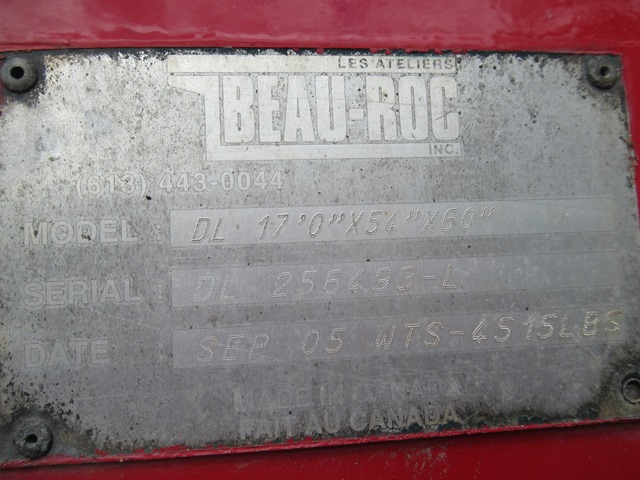 LES ATELIERS
BEAU-ROC
INC.
(613) 443-0044
MODEL : DL 17'0"X54"X60"
SERIAL : DL 256493-L
DATE : SEP 05 WTS-4515LBS
MADE IN CANADA
FAIT AU CANADA